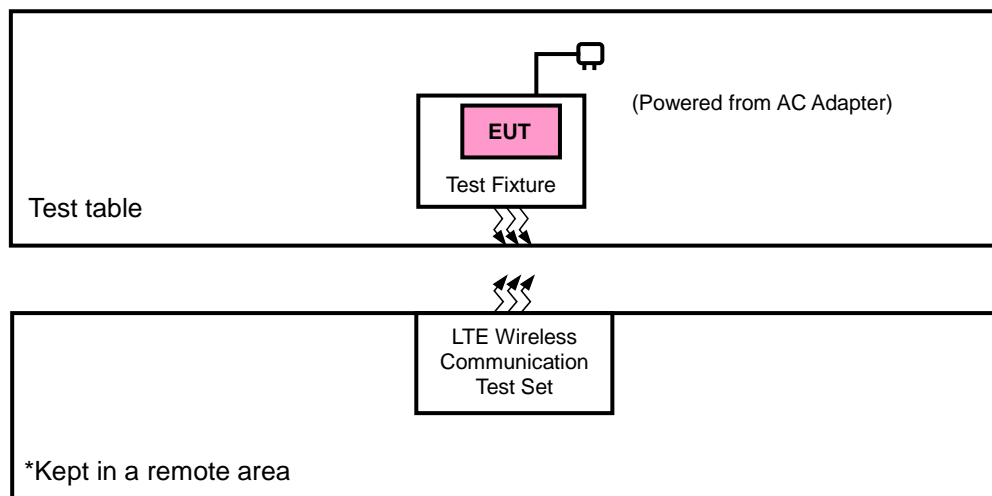 (Powered from AC Adapter)
EUT
Test Fixture
Test table
LTE Wireless
Communication
Test Set
*Kept in a remote area